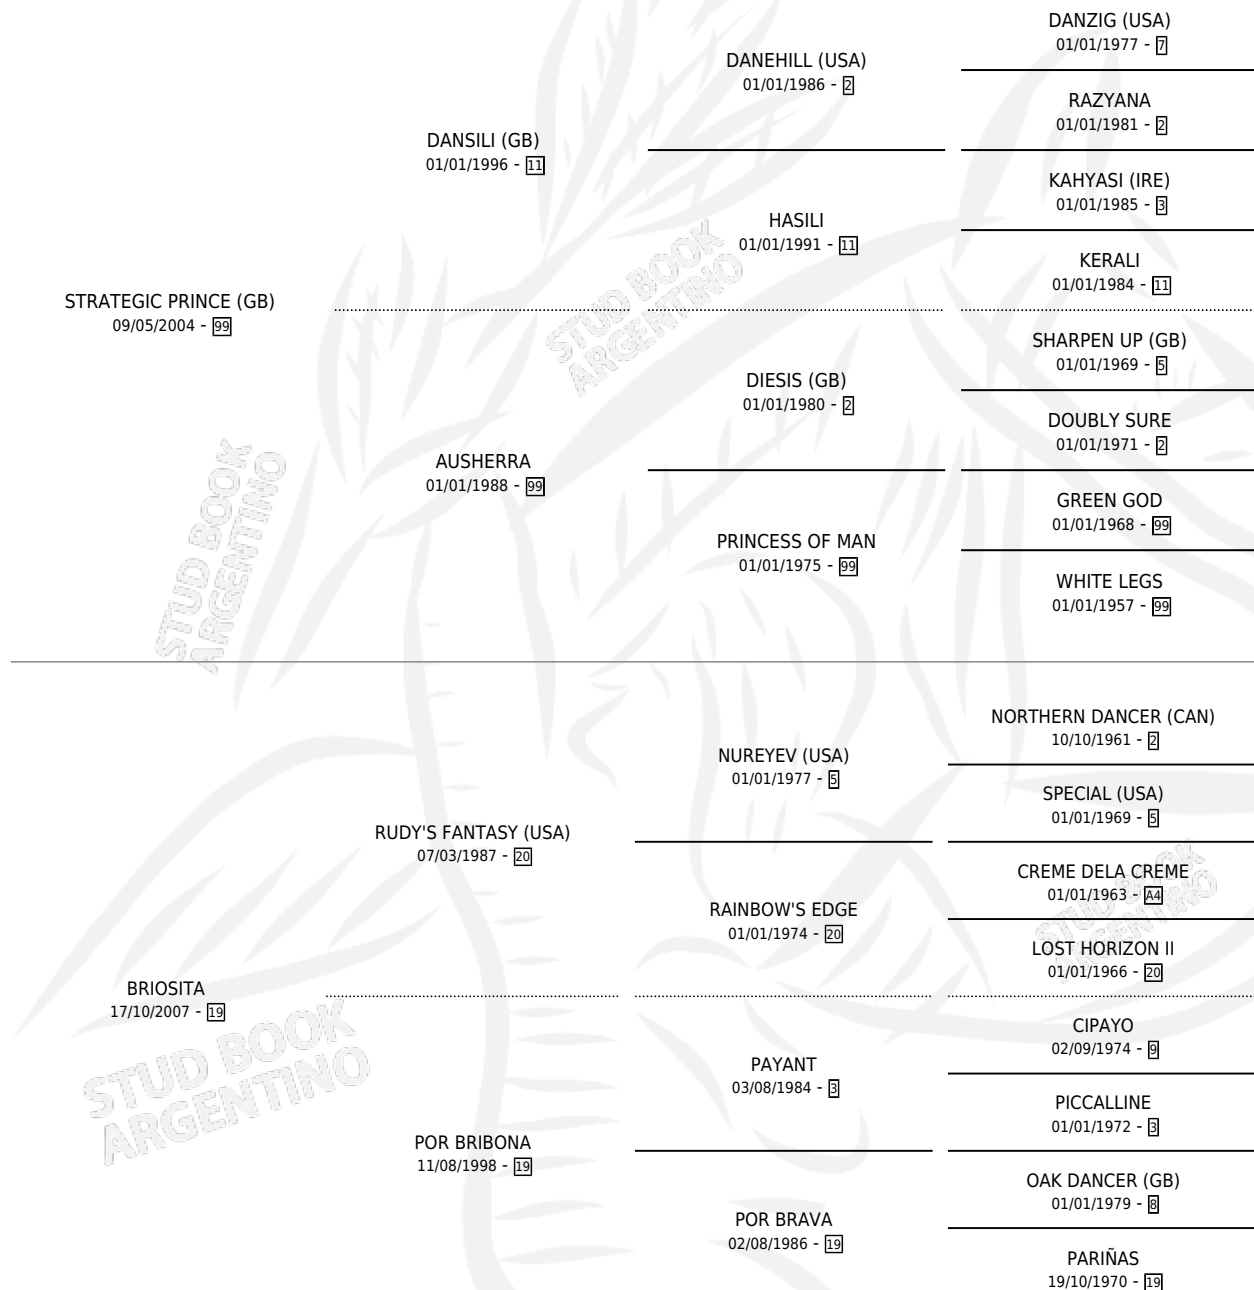 DANZIG (USA)
01/01/1977 - 7
DANEHILL (USA)
01/01/1986 - 2
RAZYANA
01/01/1981 - 2
DANSILI (GB)
01/01/1996 - 11
KAHYASI (IRE)
01/01/1985 - 3
HASILI
01/01/1991 - 11
KERALI
01/01/1984 - 11
STRATEGIC PRINCE (GB)
09/05/2004 - 99
SHARPEN UP (GB)
01/01/1969 - 5
DIESIS (GB)
01/01/1980 - 2
DOUBLY SURE
01/01/1971 - 2
AUSHERRA
01/01/1988 - 99
GREEN GOD
01/01/1968 - 99
PRINCESS OF MAN
01/01/1975 - 99
WHITE LEGS
01/01/1957 - 99
NORTHERN DANCER (CAN)
10/10/1961 - 2
NUREYEV (USA)
01/01/1977 - 5
SPECIAL (USA)
01/01/1969 - 5
RUDY'S FANTASY (USA)
07/03/1987 - 20
CREME DELA CREME
01/01/1963 - A4
RAINBOW'S EDGE
01/01/1974 - 20
LOST HORIZON II
01/01/1966 - 20
BRIOSITA
17/10/2007 - 19
CIPAYO
02/09/1974 - 9
PAYANT
03/08/1984 - 3
PICCALLINE
01/01/1972 - 3
POR BRIBONA
11/08/1998 - 19
OAK DANCER (GB)
01/01/1979 - 8
POR BRAVA
02/08/1986 - 19
PARIÑAS
19/10/1970 - 19
STUD BOOK
ARGENTINO
STUD BOOK
ARGENTINO
STUD BOOK
ARGENTINO
STUD BOOK
ARGENTINO